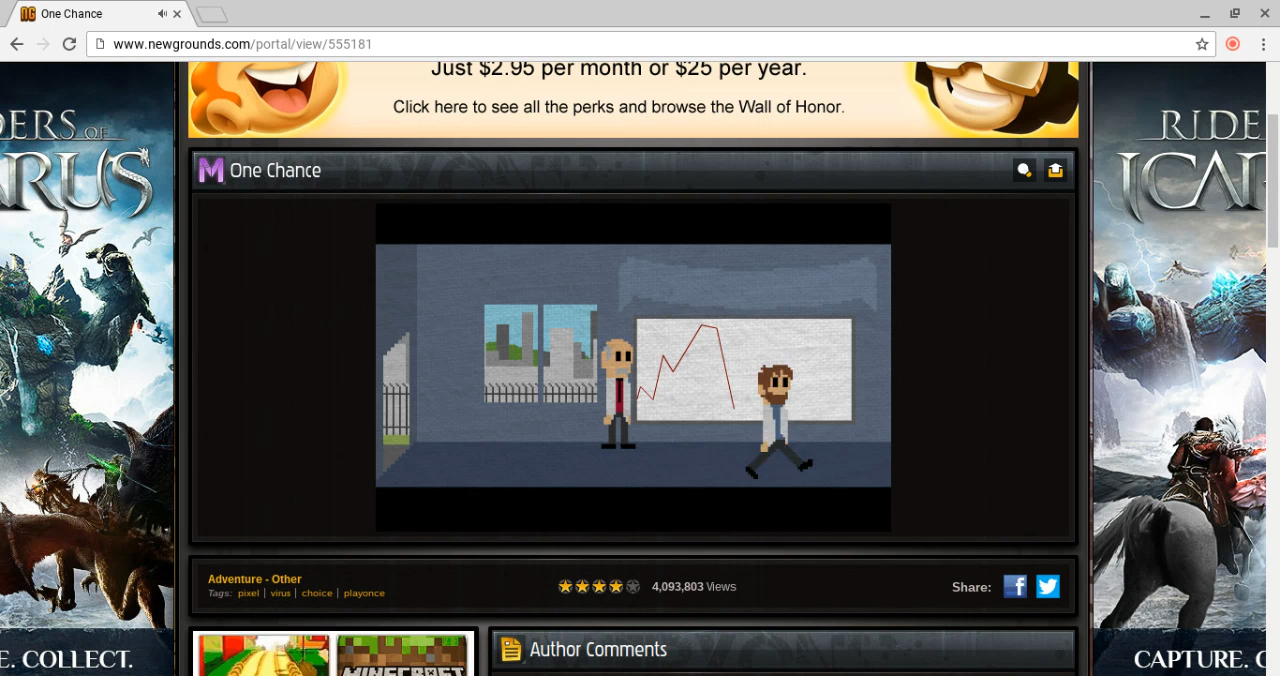 One Chance
www.newgrounds.com/portal/view/555181
Just $2.95 per month or $25 per year.
Click here to see all the perks and browse the Wall of Honor.
DERS OF
ARUS
RIDE
ICA
M One Chance
Adventure - Other
Tags: pixel | virus | choice | playonce
4,093,803 Views
Share:
E. COLLECT.
MINECRAFT
Author Comments
CAPTURE. C